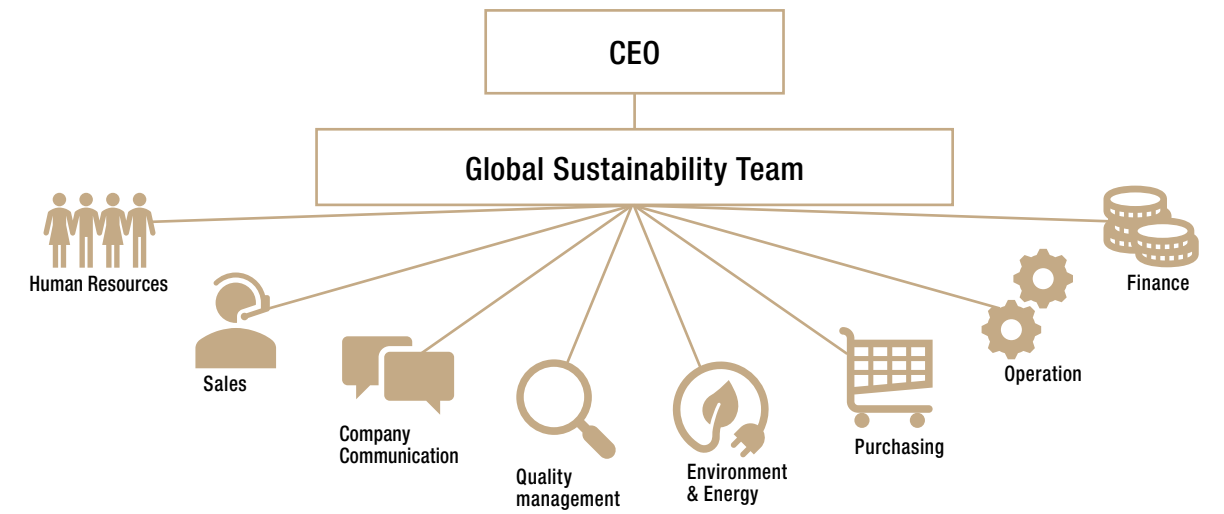 CEO
Global Sustainability Team
Human Resources
Sales
Company
Communication
Quality
management
Environment
& Energy
Purchasing
Operation
Finance